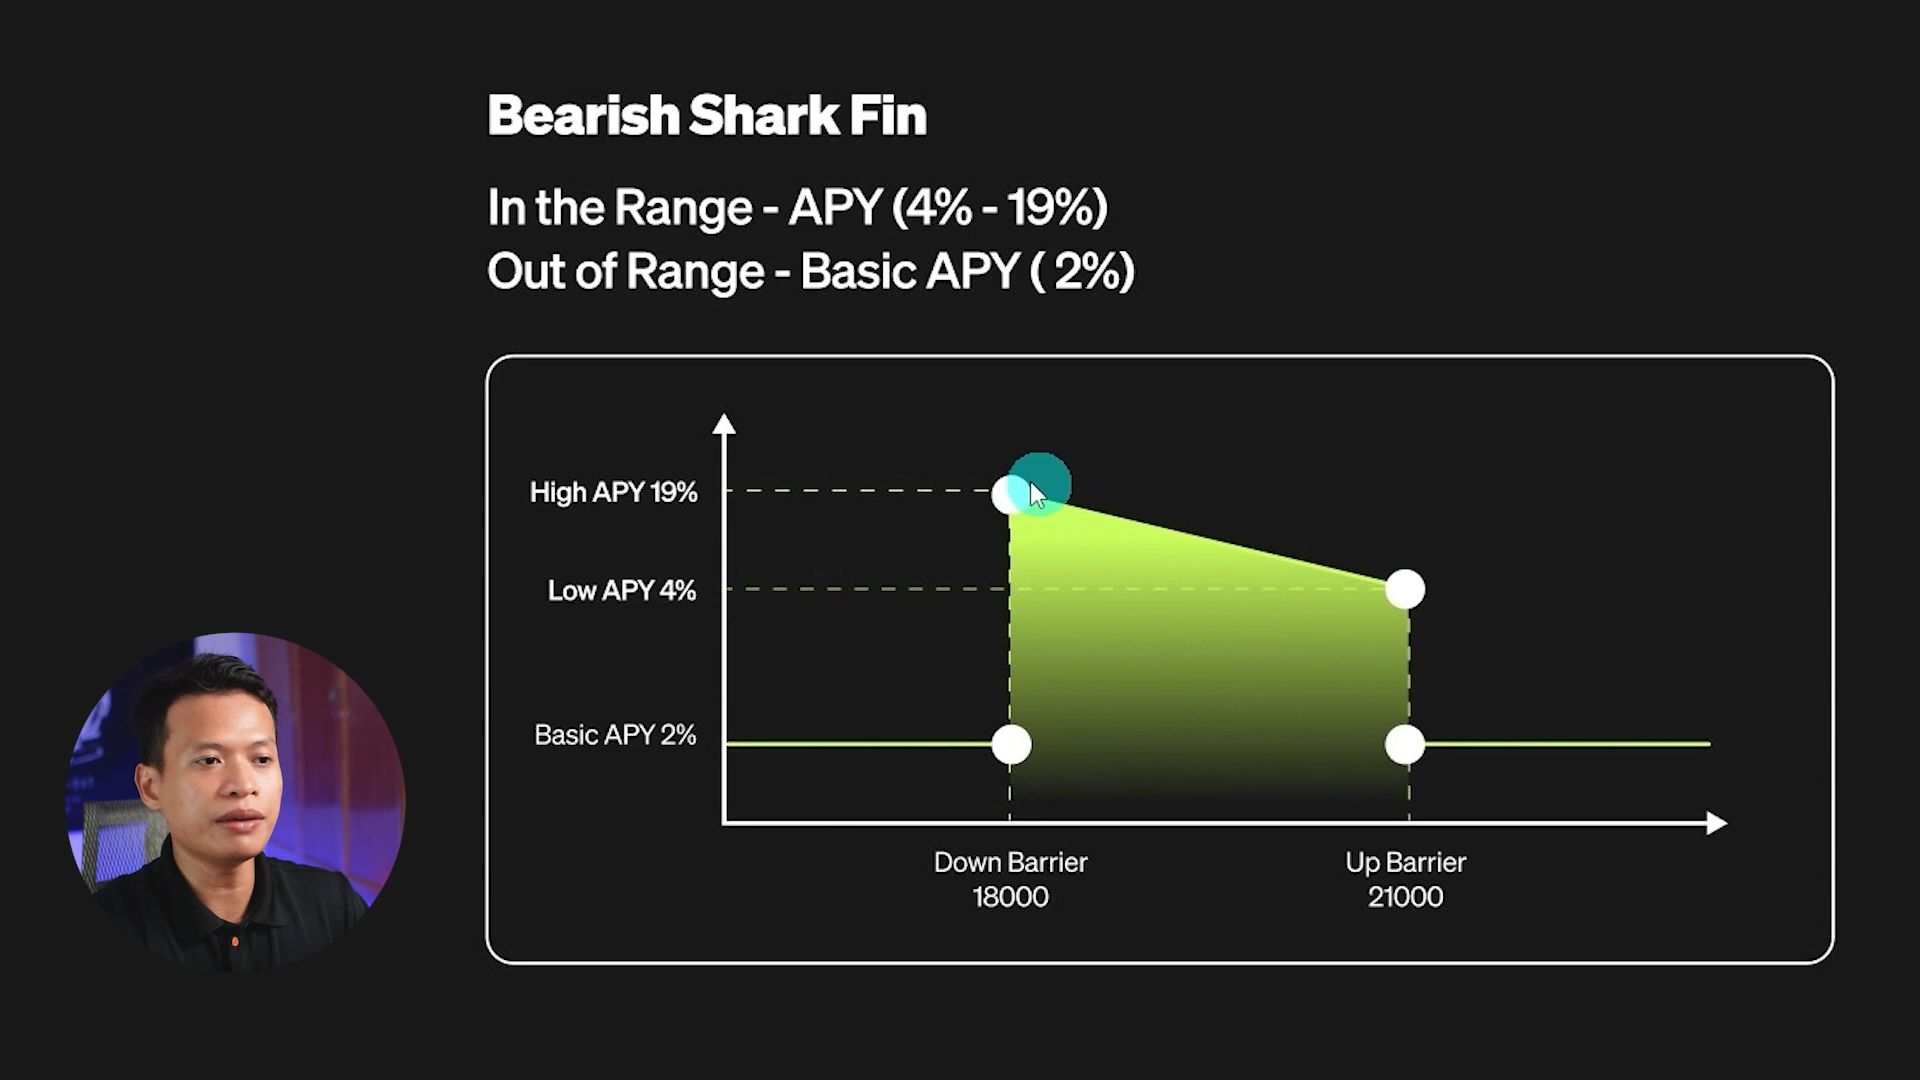 Bearish Shark Fin
In the Range - APY (4% - 19%)
Out of Range - Basic APY ( 2%)
High APY 19%
Low APY 4%
Basic APY 2%
Down Barrier
18000
Up Barrier
21000